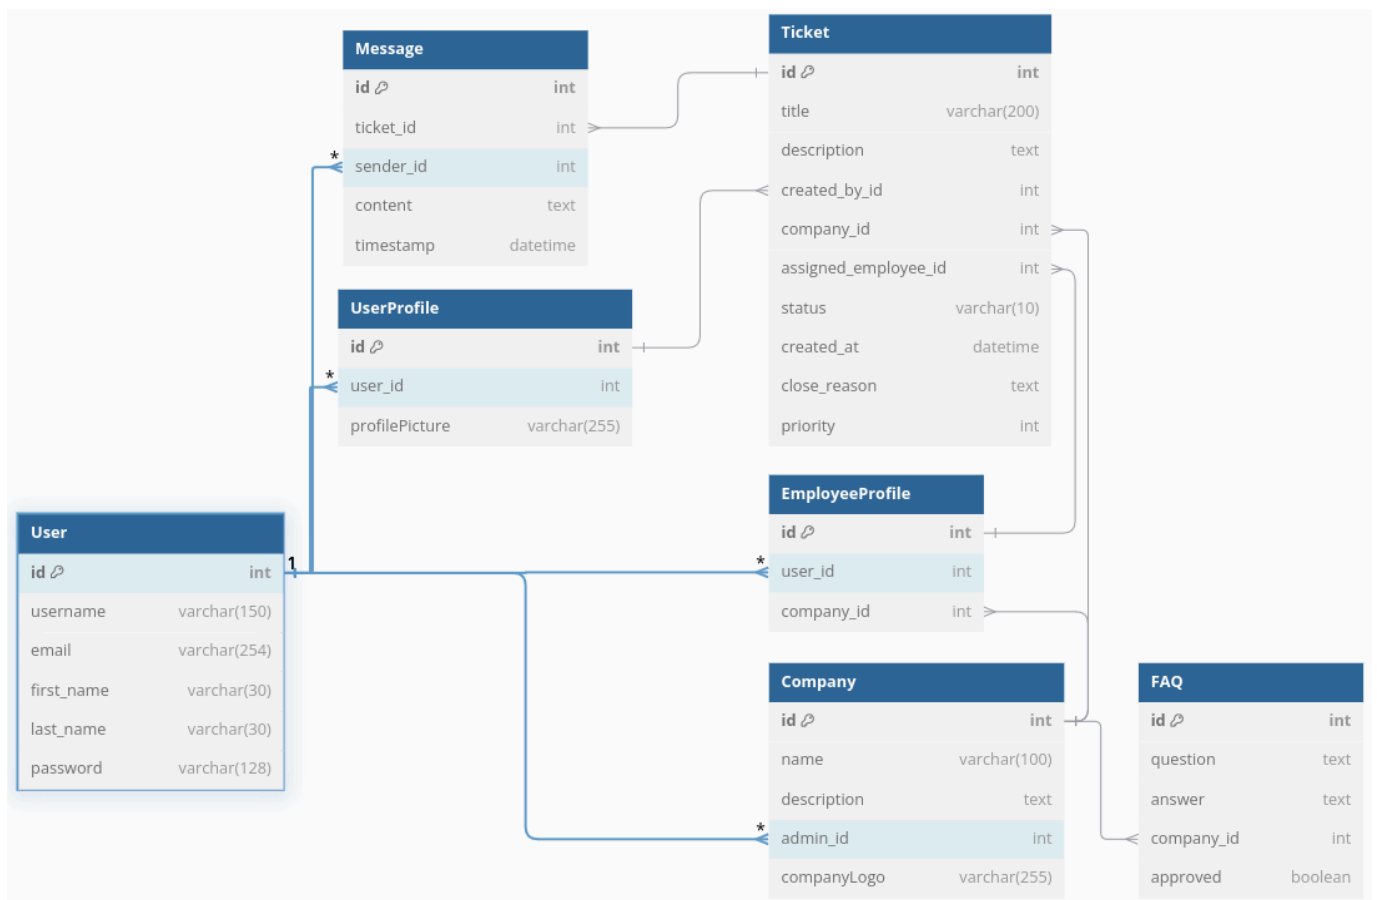 Message
id int
ticket_id int
* sender_id int
content text
timestamp datetime
UserProfile
id int
* user_id int
profilePicture varchar(255)
Ticket
id int
title varchar(200)
description text
created_by_id int
company_id int
assigned_employee_id int
status varchar(10)
created_at datetime
close_reason text
priority int
User
id int 1
username varchar(150)
email varchar(254)
first_name varchar(30)
last_name varchar(30)
password varchar(128)
EmployeeProfile
id int
* user_id int
company_id int
Company
id int
name varchar(100)
description text
* admin_id int
companyLogo varchar(255)
FAQ
id int
question text
answer text
company_id int
approved boolean